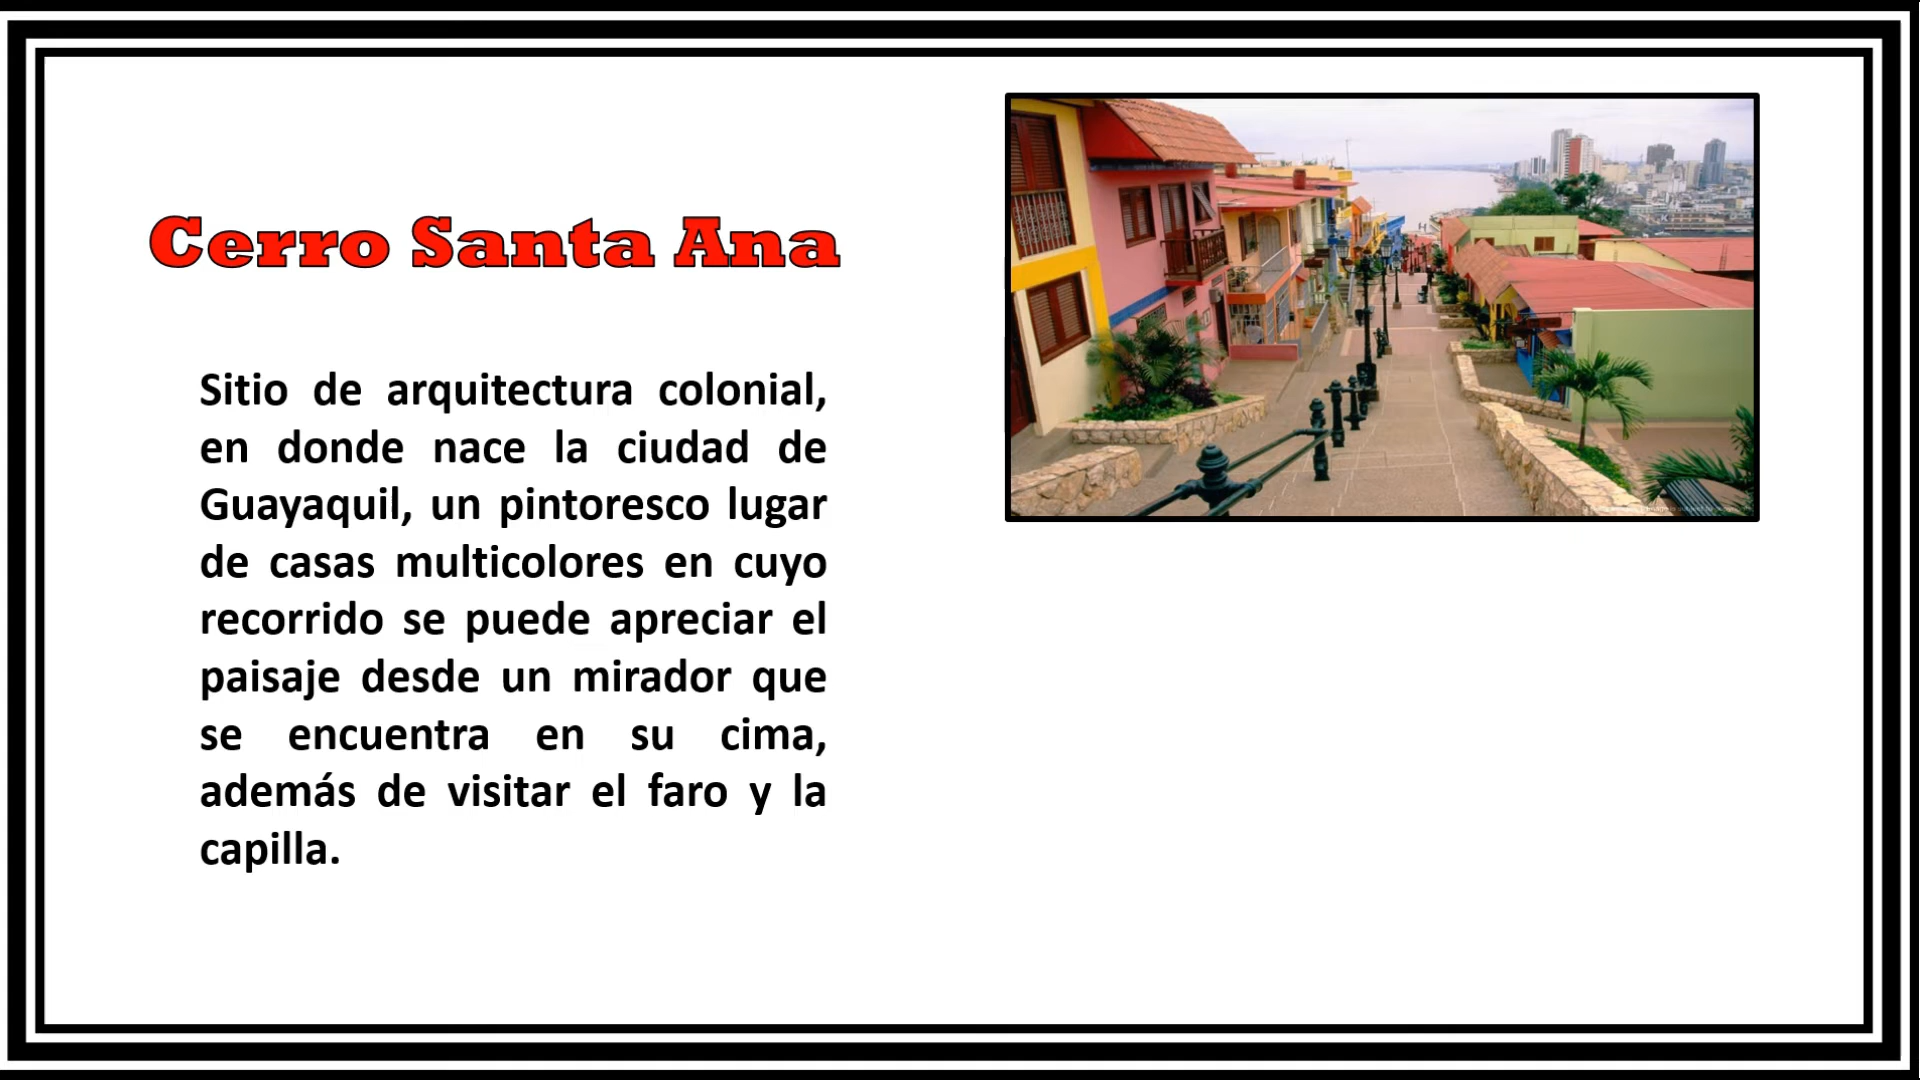 Cerro Santa Ana
Sitio de arquitectura colonial,
en donde nace la ciudad de
Guayaquil, un pintoresco lugar
de casas multicolores en cuyo
recorrido se puede apreciar el
paisaje desde un mirador que
se encuentra en su cima,
además de visitar el faro y la
capilla.